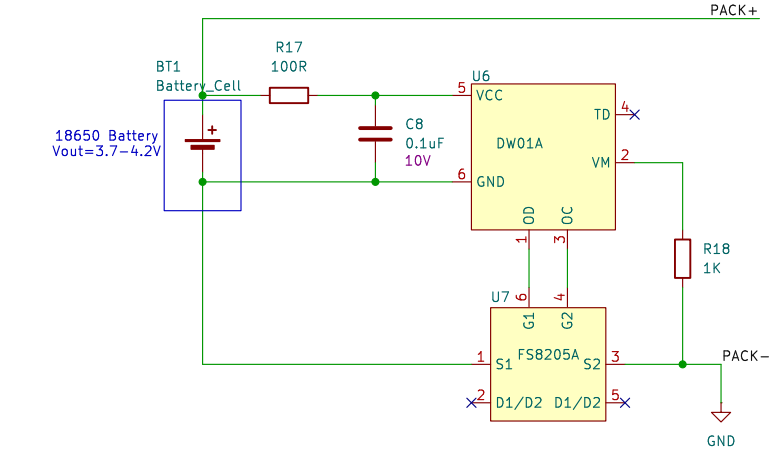 PACK+
R17
100R
BT1
Battery_Cell
U6
5
VCC
C8
0.1uF
10V
TD
4
18650 Battery
Vout=3.7-4.2V
+
DW01A
VM
2
6
GND
OD
OC
1
3
R18
1K
U7
6
4
G1
G2
FS8205A
1
S1
S2
3
PACK-
2
D1/D2
D1/D2
5
GND